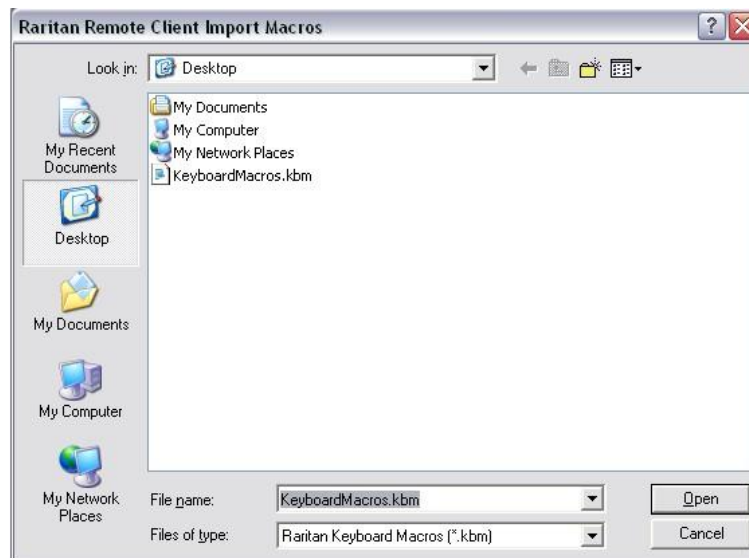 Raritan Remote Client Import Macros
?
Look in:
Desktop
My Documents
My Computer
My Network Places
KeyboardMacros.kbm
My Recent
Documents
Desktop
My Documents
My Computer
My Network
Places
File name:
KeyboardMacros.kbm
Open
Files of type:
Raritan Keyboard Macros (*.kbm)
Cancel